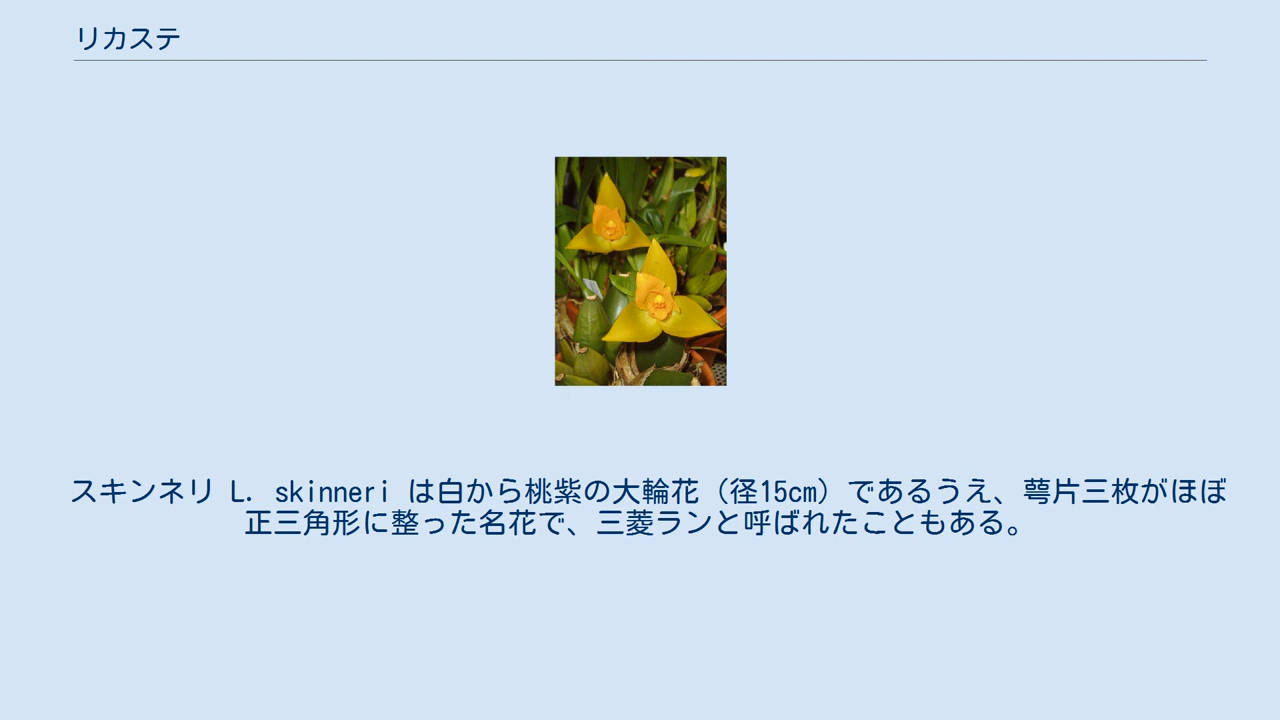 リカステ
スキンネリ L. skinneri は白から桃紫の大輪花（径15cm）であるうえ、萼片三枚がほぼ
正三角形に整った名花で、三菱ランと呼ばれたこともある。